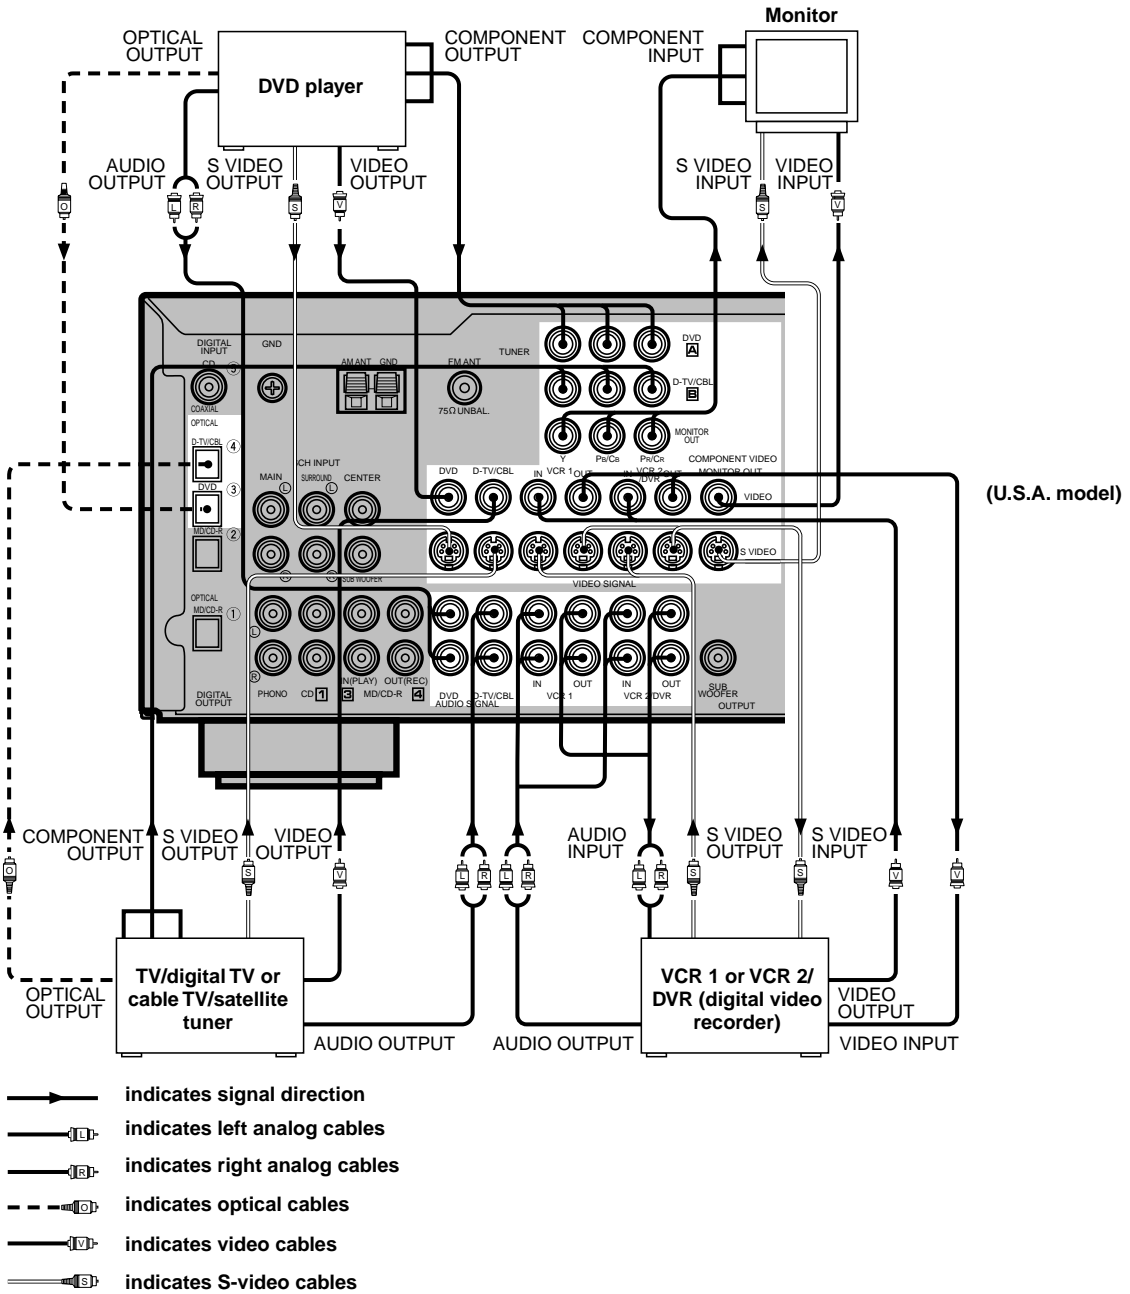 Monitor
OPTICAL OUTPUT
COMPONENT OUTPUT
COMPONENT INPUT
DVD player
AUDIO OUTPUT
S VIDEO OUTPUT
VIDEO OUTPUT
S VIDEO INPUT
VIDEO INPUT
O
L
R
S
V
S
V
DIGITAL INPUT
GND
TUNER
DVD
A
CD
5
AM ANT
GND
FM ANT
D-TV/CBL
B
COAXIAL
75Ω UNBAL.
OPTICAL
MONITOR OUT
D-TV/CBL
4
Y
PB/CB
PR/CR
COMPONENT VIDEO
6CH INPUT
MAIN
L
SURROUND
L
CENTER
DVD
D-TV/CBL
IN
VCR 1
OUT
IN
VCR 2/DVR
OUT
MONITOR OUT
DVD
3
VIDEO
(U.S.A. model)
MD/CD-R
2
S VIDEO
R
R
SUB WOOFER
VIDEO SIGNAL
OPTICAL
MD/CD-R
1
L
R
DIGITAL OUTPUT
PHONO
CD
1
IN(PLAY)
3
MD/CD-R
OUT(REC)
4
DVD
D-TV/CBL
AUDIO SIGNAL
IN
VCR 1
OUT
IN
VCR 2/DVR
OUT
SUB WOOFER
OUTPUT
COMPONENT OUTPUT
S VIDEO OUTPUT
VIDEO OUTPUT
AUDIO INPUT
S VIDEO OUTPUT
S VIDEO INPUT
O
S
V
L
R
L
R
L
R
S
S
V
V
TV/digital TV or
cable TV/satellite
tuner
VCR 1 or VCR 2/
DVR (digital video
recorder)
OPTICAL OUTPUT
VIDEO OUTPUT
AUDIO OUTPUT
AUDIO OUTPUT
VIDEO INPUT
indicates signal direction
L
indicates left analog cables
R
indicates right analog cables
O
indicates optical cables
V
indicates video cables
S
indicates S-video cables